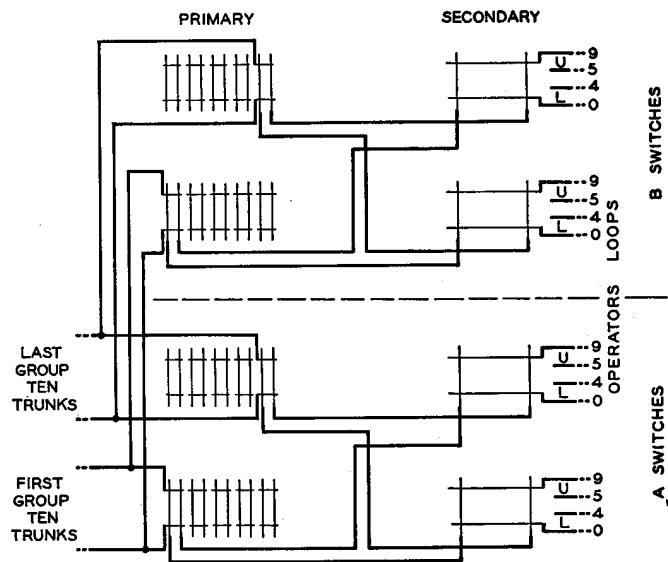 PRIMARY SECONDARY
U 9
5
4
L 0
B SWITCHES
U 9
5
4
L 0
OPERATORS LOOPS
LAST
GROUP
TEN
TRUNKS
U 9
5
4
L 0
A SWITCHES
FIRST
GROUP
TEN
TRUNKS
U 9
5
4
L 0